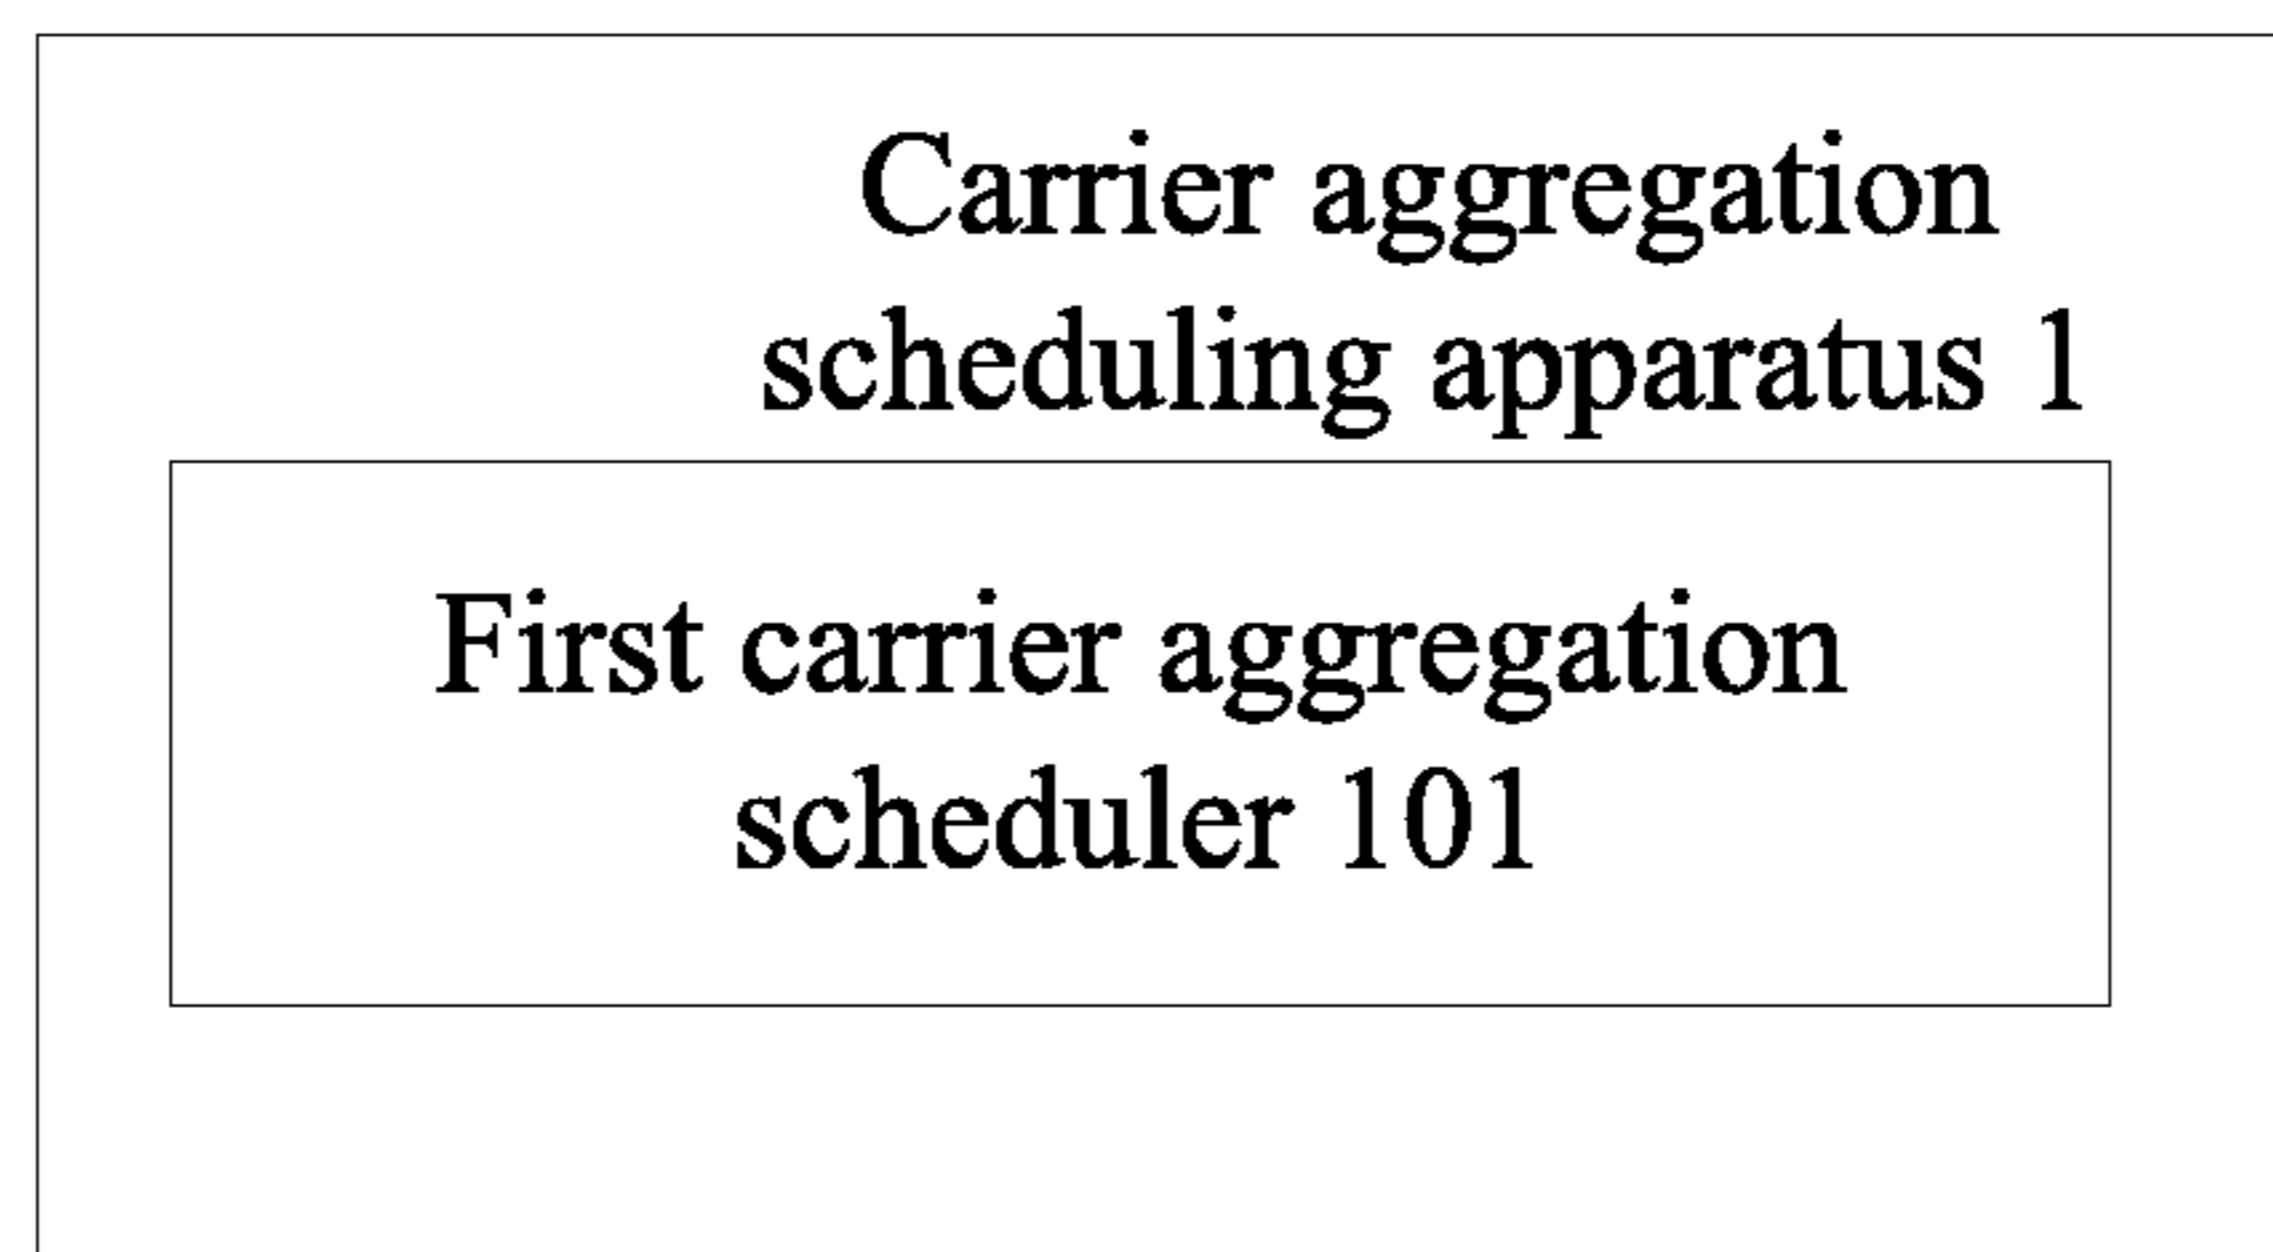 Carrier aggregation
scheduling apparatus 1
First carrier aggregation
scheduler 101